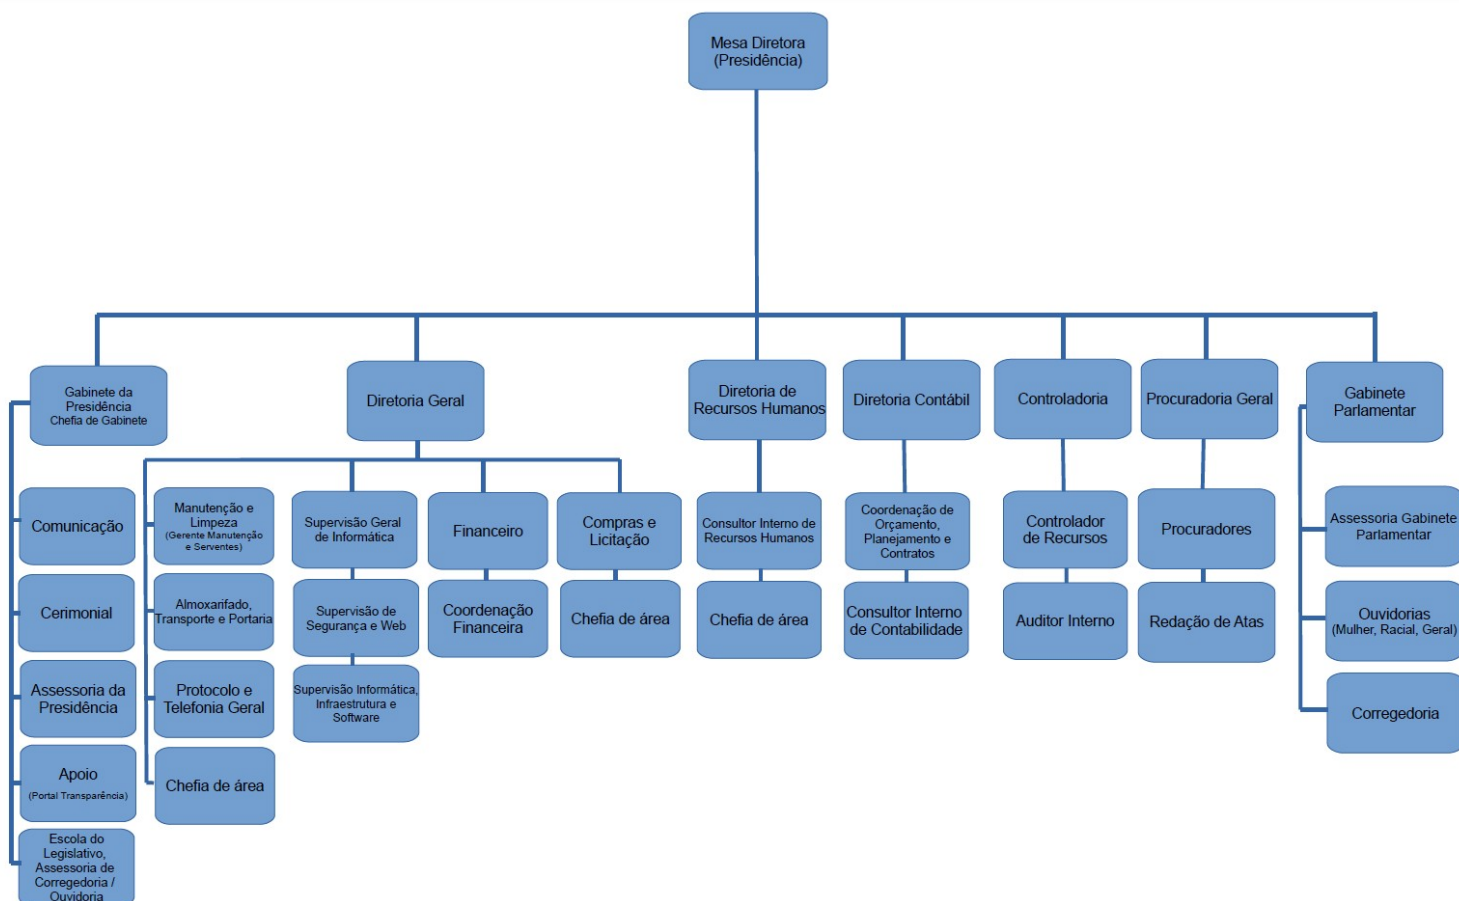 Mesa Diretora
(Presidência)
Gabinete da
Presidência
Chefia de Gabinete
Diretoria Geral
Diretoria de
Recursos Humanos
Diretoria Contábil
Controladoria
Procuradoria Geral
Gabinete
Parlamentar
Comunicação
Cerimonial
Assessoria da
Presidência
Apoio
(Portal Transparência)
Escola do
Legislativo,
Assessoria de
Corregedoria /
Ouvidoria
Manutenção e
Limpeza
(Gerente Manutenção
e Serventes)
Almoxarifado,
Transporte e Portaria
Protocolo e
Telefonia Geral
Chefia de área
Supervisão Geral
de Informática
Supervisão de
Segurança e Web
Supervisão Informática,
Infraestrutura e
Software
Financeiro
Coordenação
Financeira
Compras e
Licitação
Chefia de área
Consultor Interno de
Recursos Humanos
Chefia de área
Coordenação de
Orçamento,
Planejamento e
Contratos
Consultor Interno
de Contabilidade
Controlador
de Recursos
Auditor Interno
Procuradores
Redação de Atas
Assessoria Gabinete
Parlamentar
Ouvidorias
(Mulher, Racial, Geral)
Corregedoria